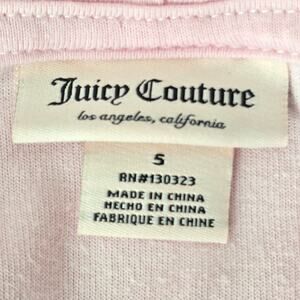 Juicy Couture
los angeles, california
S
RN#130323
MADE IN CHINA
HECHO EN CHINA
FABRIQUE EN CHINE